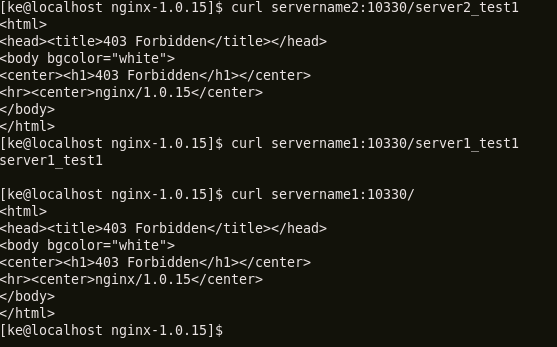 [ke@localhost nginx-1.0.15]$ curl servername2:10330/server2_test1
<html>
<head><title>403 Forbidden</title></head>
<body bgcolor="white">
<center><h1>403 Forbidden</h1></center>
<hr><center>nginx/1.0.15</center>
</body>
</html>
[ke@localhost nginx-1.0.15]$ curl servername1:10330/server1_test1
server1_test1

[ke@localhost nginx-1.0.15]$ curl servername1:10330/
<html>
<head><title>403 Forbidden</title></head>
<body bgcolor="white">
<center><h1>403 Forbidden</h1></center>
<hr><center>nginx/1.0.15</center>
</body>
</html>
[ke@localhost nginx-1.0.15]$